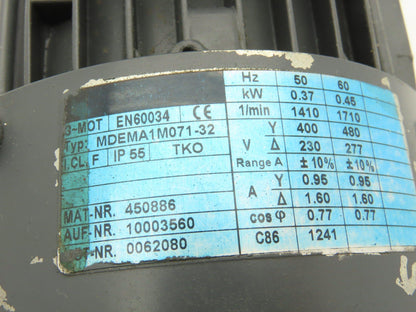 3~MOT EN60034 CE
Typ: MDEMA1M071-32
I.CL. F IP 55 TKO
MAT-NR. 450886
AUF-NR. 10003560
-NR. 0062080
Hz 50 60
kW 0.37 0.45
1/min 1410 1710
V Y 400 480
Δ 230 277
Range A ±10% ±10%
A Y 0.95 0.95
Δ 1.60 1.60
cos φ 0.77 0.77
C86 1241